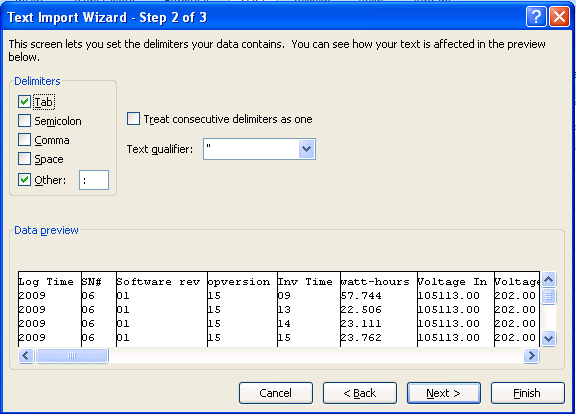 Text Import Wizard - Step 2 of 3
This screen lets you set the delimiters your data contains. You can see how your text is affected in the preview
below.
Delimiters
Tab
Semicolon
Comma
Space
Other: :
Treat consecutive delimiters as one
Text qualifier: "
Data preview
Log Time SN# Software rev opversion Inv Time watt-hours Voltage In Voltage
2009 06 01 15 09 57.744 105113.00 202.00
2009 06 01 15 13 22.506 105113.00 202.00
2009 06 01 15 14 23.111 105113.00 202.00
2009 06 01 15 15 23.762 105113.00 202.00
Cancel < Back Next > Finish